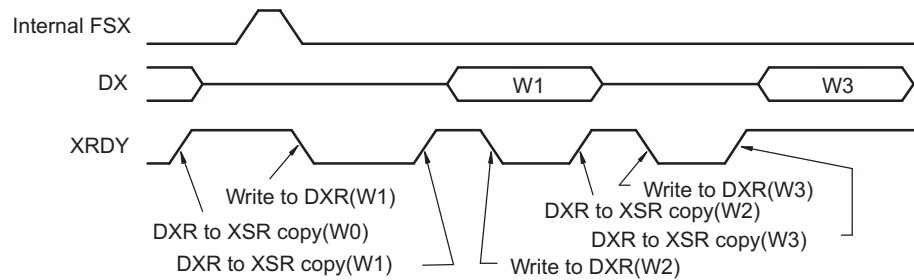 Internal FSX
DX
W1
W3
XRDY
Write to DXR(W1)
Write to DXR(W3)
DXR to XSR copy(W2)
DXR to XSR copy(W0)
DXR to XSR copy(W3)
DXR to XSR copy(W1)
Write to DXR(W2)